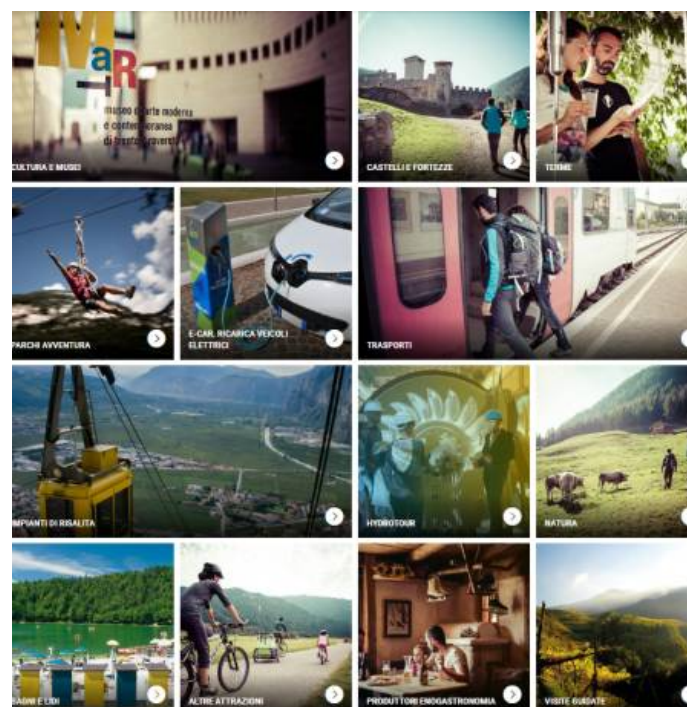 MaRT
museo d'arte moderna
e contemporanea
di trento e rovereto
CULTURA E MUSEI
CASTELLI E FORTEZZE
TERME
PARCHI AVVENTURA
E-CAR, RICARICA VEICOLI
ELETTRICI
TRASPORTI
IMPIANTI DI RISALITA
HYDROTOUR
NATURA
BAGNI E LIDI
ALTRE ATTRAZIONI
PRODUTTORI ENOGASTRONOMIA
VISITE GUIDATE